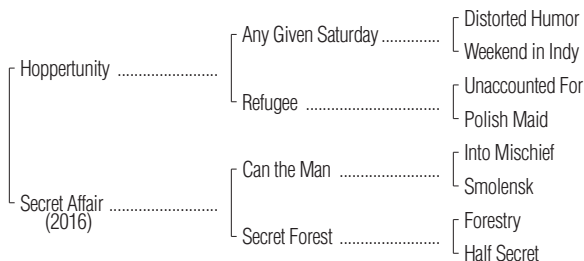 Distorted Humor
Any Given Saturday ..............
Weekend in Indy
Hoppertunity ........................
Unaccounted For
Refugee ................................
Polish Maid
Into Mischief
Can the Man ........................
Smolensk
Secret Affair ..........................
(2016)
Forestry
Secret Forest ........................
Half Secret